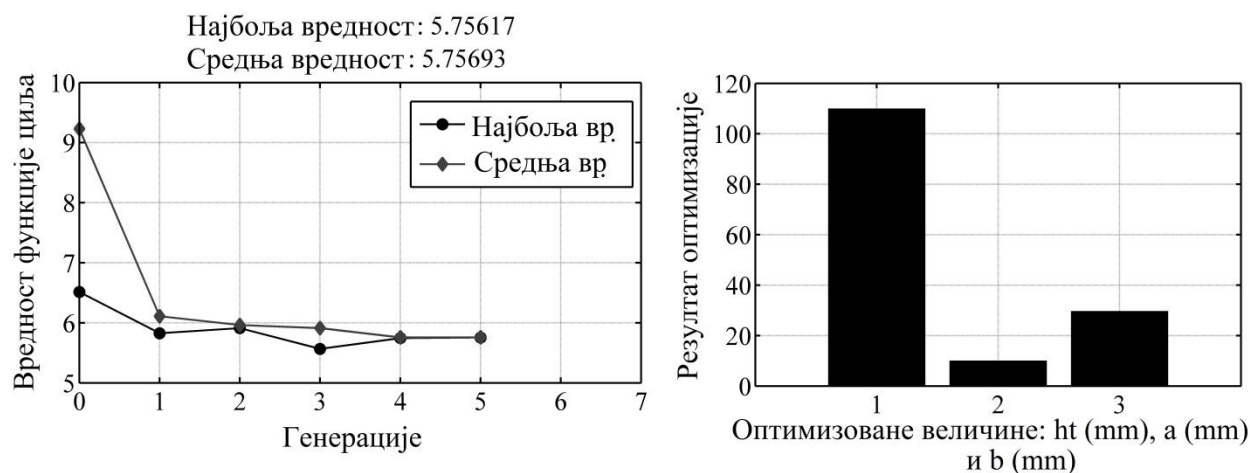 Најбоља вредност: 5.75617
Средња вредност: 5.75693
Вредност функције циља
10
9
8
7
6
5
0 1 2 3 4 5 6 7
Генерације
Најбоља вр.
Средња вр.
Резултат оптимизације
120
100
80
60
40
20
0
1 2 3
Оптимизоване величине: ht (mm), a (mm)
и b (mm)